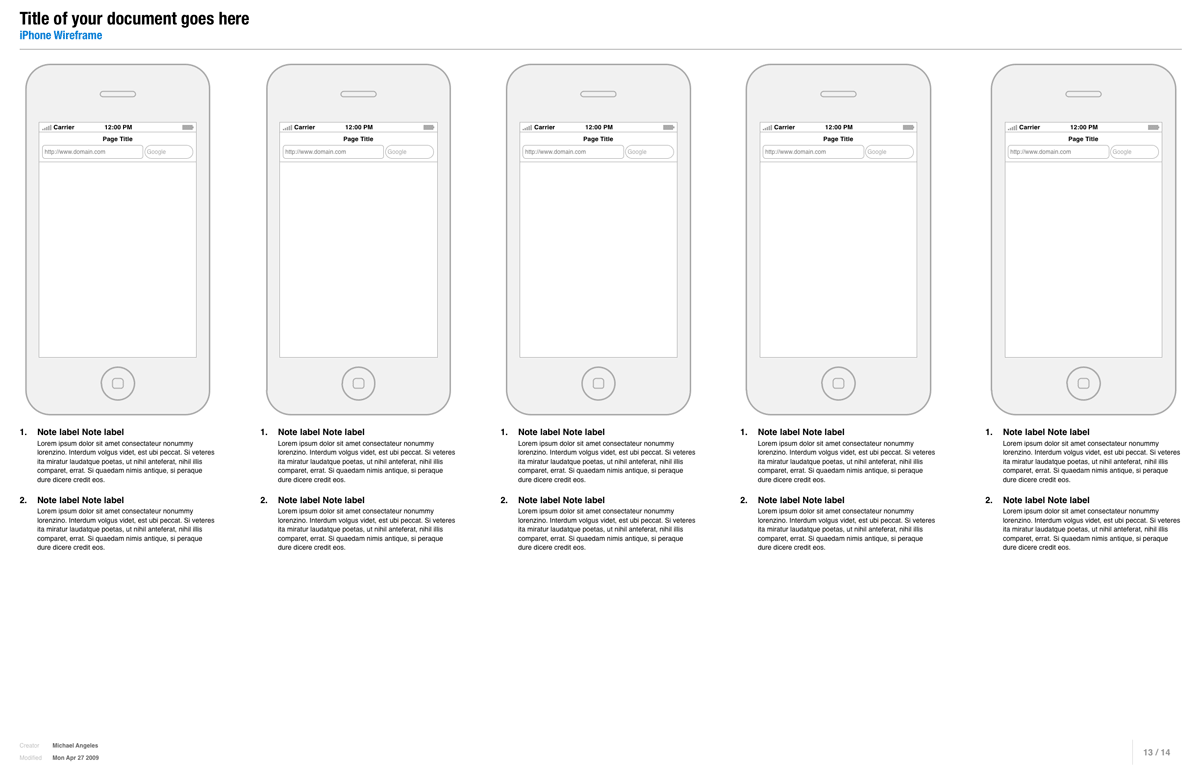 Title of your document goes here
iPhone Wireframe
Carrier 12:00 PM
Page Title
http://www.domain.com Google
Carrier 12:00 PM
Page Title
http://www.domain.com Google
Carrier 12:00 PM
Page Title
http://www.domain.com Google
Carrier 12:00 PM
Page Title
http://www.domain.com Google
Carrier 12:00 PM
Page Title
http://www.domain.com Google
1. Note label Note label
Lorem ipsum dolor sit amet consectateur nonummy
lorenzino. Interdum volgus videt, est ubi peccat. Si veteres
ita miratur laudatque poetas, ut nihil anteferat, nihil illis
comparet, errat. Si quaedam nimis antique, si peraque
dure dicere credit eos.
2. Note label Note label
Lorem ipsum dolor sit amet consectateur nonummy
lorenzino. Interdum volgus videt, est ubi peccat. Si veteres
ita miratur laudatque poetas, ut nihil anteferat, nihil illis
comparet, errat. Si quaedam nimis antique, si peraque
dure dicere credit eos.
1. Note label Note label
Lorem ipsum dolor sit amet consectateur nonummy
lorenzino. Interdum volgus videt, est ubi peccat. Si veteres
ita miratur laudatque poetas, ut nihil anteferat, nihil illis
comparet, errat. Si quaedam nimis antique, si peraque
dure dicere credit eos.
2. Note label Note label
Lorem ipsum dolor sit amet consectateur nonummy
lorenzino. Interdum volgus videt, est ubi peccat. Si veteres
ita miratur laudatque poetas, ut nihil anteferat, nihil illis
comparet, errat. Si quaedam nimis antique, si peraque
dure dicere credit eos.
1. Note label Note label
Lorem ipsum dolor sit amet consectateur nonummy
lorenzino. Interdum volgus videt, est ubi peccat. Si veteres
ita miratur laudatque poetas, ut nihil anteferat, nihil illis
comparet, errat. Si quaedam nimis antique, si peraque
dure dicere credit eos.
2. Note label Note label
Lorem ipsum dolor sit amet consectateur nonummy
lorenzino. Interdum volgus videt, est ubi peccat. Si veteres
ita miratur laudatque poetas, ut nihil anteferat, nihil illis
comparet, errat. Si quaedam nimis antique, si peraque
dure dicere credit eos.
1. Note label Note label
Lorem ipsum dolor sit amet consectateur nonummy
lorenzino. Interdum volgus videt, est ubi peccat. Si veteres
ita miratur laudatque poetas, ut nihil anteferat, nihil illis
comparet, errat. Si quaedam nimis antique, si peraque
dure dicere credit eos.
2. Note label Note label
Lorem ipsum dolor sit amet consectateur nonummy
lorenzino. Interdum volgus videt, est ubi peccat. Si veteres
ita miratur laudatque poetas, ut nihil anteferat, nihil illis
comparet, errat. Si quaedam nimis antique, si peraque
dure dicere credit eos.
1. Note label Note label
Lorem ipsum dolor sit amet consectateur nonummy
lorenzino. Interdum volgus videt, est ubi peccat. Si veteres
ita miratur laudatque poetas, ut nihil anteferat, nihil illis
comparet, errat. Si quaedam nimis antique, si peraque
dure dicere credit eos.
2. Note label Note label
Lorem ipsum dolor sit amet consectateur nonummy
lorenzino. Interdum volgus videt, est ubi peccat. Si veteres
ita miratur laudatque poetas, ut nihil anteferat, nihil illis
comparet, errat. Si quaedam nimis antique, si peraque
dure dicere credit eos.
Creator Michael Angeles
Modified Mon Apr 27 2009
13 / 14